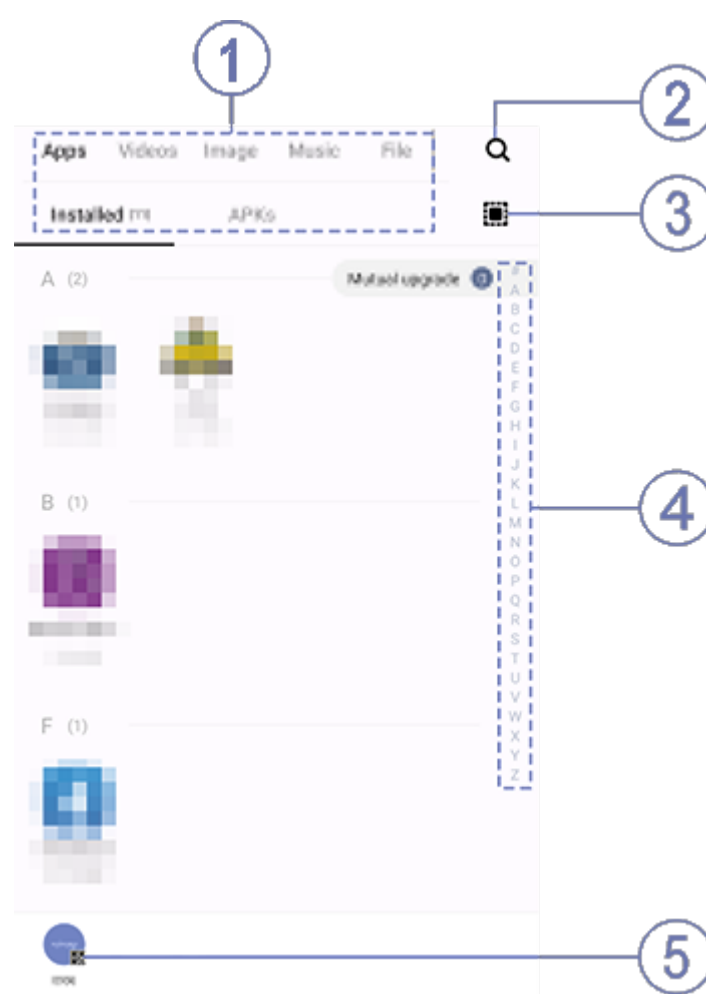 1
2
Apps Videos Image Music File
3
Installed APKs
A (2)
Mutual upgrade
#
A
B
C
D
E
F
G
H
I
J
K
L
M
N
O
P
Q
R
S
T
U
V
W
X
Y
Z
4
B (1)
F (1)
5